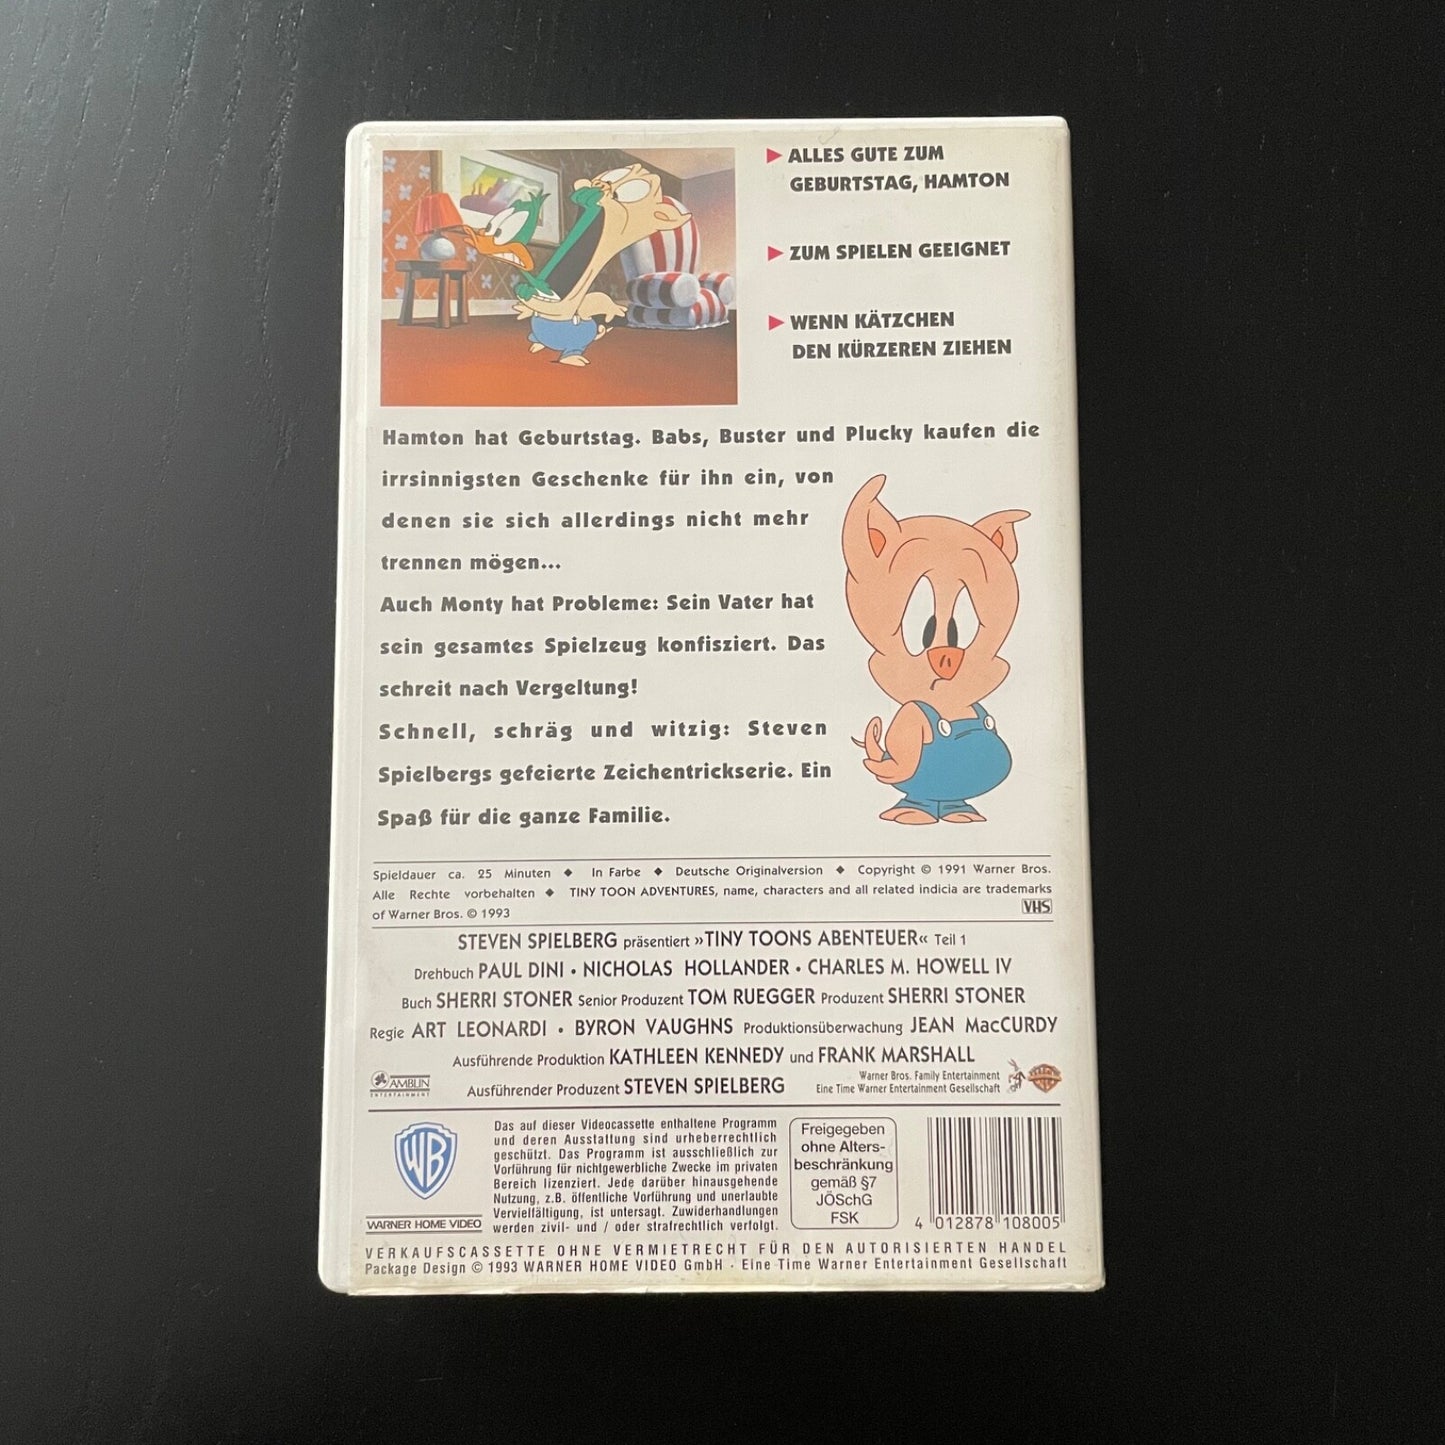 ▶ ALLES GUTE ZUM
GEBURTSTAG, HAMTON
▶ ZUM SPIELEN GEEIGNET
▶ WENN KÄTZCHEN
DEN KÜRZEREN ZIEHEN
Hamton hat Geburtstag. Babs, Buster und Plucky kaufen die
irrsinnigsten Geschenke für ihn ein, von
denen sie sich allerdings nicht mehr
trennen mögen...
Auch Monty hat Probleme: Sein Vater hat
sein gesamtes Spielzeug konfisziert. Das
schreit nach Vergeltung!
Schnell, schräg und witzig: Steven
Spielbergs gefeierte Zeichentrickserie. Ein
Spaß für die ganze Familie.
Spieldauer ca. 25 Minuten ◆ In Farbe ◆ Deutsche Originalversion ◆ Copyright © 1991 Warner Bros.
Alle Rechte vorbehalten ◆ TINY TOON ADVENTURES, name, characters and all related indicia are trademarks
of Warner Bros. © 1993
VHS
STEVEN SPIELBERG präsentiert »TINY TOONS ABENTEUER« Teil 1
Drehbuch PAUL DINI • NICHOLAS HOLLANDER • CHARLES M. HOWELL IV
Buch SHERRI STONER Senior Produzent TOM RUEGGER Produzent SHERRI STONER
Regie ART LEONARDI • BYRON VAUGHNS Produktionsüberwachung JEAN MacCURDY
Ausführende Produktion KATHLEEN KENNEDY und FRANK MARSHALL
Ausführender Produzent STEVEN SPIELBERG
AMBLIN
ENTERTAINMENT
Warner Bros. Family Entertainment
Eine Time Warner Entertainment Gesellschaft
WB
WARNER HOME VIDEO
Das auf dieser Videocassette enthaltene Programm
und deren Ausstattung sind urheberrechtlich
geschützt. Das Programm ist ausschließlich zur
Vorführung für nichtgewerbliche Zwecke im privaten
Bereich lizenziert. Jede darüber hinausgehende
Nutzung, z.B. öffentliche Vorführung und unerlaubte
Vervielfältigung, ist untersagt. Zuwiderhandlungen
werden zivil- und / oder strafrechtlich verfolgt.
Freigegeben
ohne Alters-
beschränkung
gemäß §7
JÖSchG
FSK
4 012878 108005
VERKAUFSCASSETTE OHNE VERMIETRECHT FÜR DEN AUTORISIERTEN HANDEL
Package Design © 1993 WARNER HOME VIDEO GmbH · Eine Time Warner Entertainment Gesellschaft